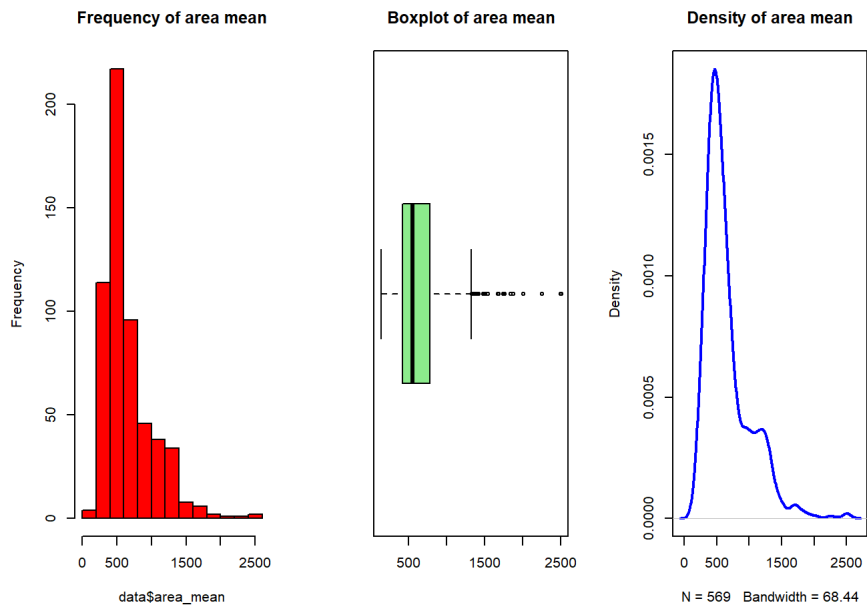 Frequency of area mean
Frequency
200
150
100
50
0
0 500 1500 2500
data$area_mean
Boxplot of area mean
500 1500 2500
Density of area mean
Density
0.0015
0.0010
0.0005
0.0000
0 500 1500 2500
N = 569 Bandwidth = 68.44